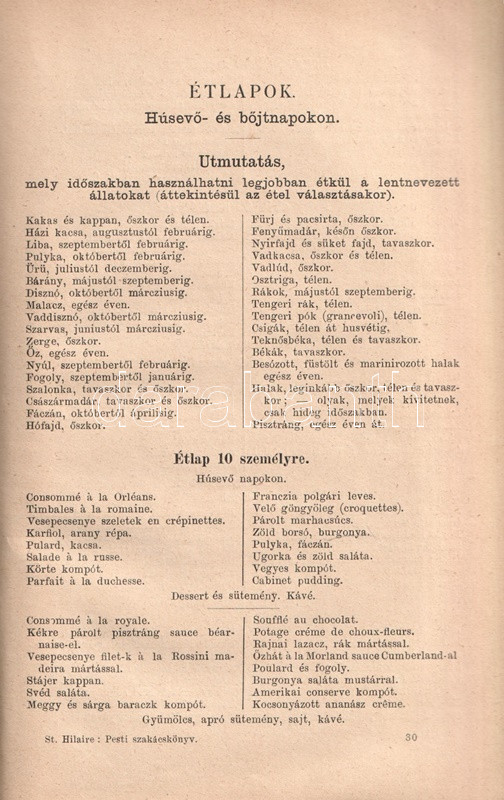 ÉTLAPOK.
Húsevő- és bőjtnapokon.
Utmutatás,
mely időszakban használhatni legjobban étkül a lentnevezett
állatokat (áttekintésül az étel választásakor).
Kakas és kappan, őszkor és télen.
Házi kacsa, augusztustól februárig.
Liba, szeptembertől februárig.
Pulyka, októbertől februárig.
Ürü, juliustól deczemberig.
Bárány, májustól szeptemberig.
Disznó, októbertől márcziusig.
Malacz, egész éven.
Vaddisznó, októbertől márcziusig.
Szarvas, juniustól márcziusig.
Zerge, őszkor.
Őz, egész éven.
Nyúl, szeptembertől februárig.
Fogoly, szeptembertől januárig.
Szalonka, tavaszkor és őszkor.
Császármadár, tavaszkor és őszkor.
Fáczán, októbertől áprilisig.
Hófajd, őszkor.
Fürj és pacsirta, őszkor.
Fenyűmadár, későn őszkor.
Nyirfajd és süket fajd, tavaszkor.
Vadkacsa, őszkor és télen.
Vadlúd, őszkor.
Osztriga, télen.
Rákok, májustól szeptemberig.
Tengeri rák, télen.
Tengeri pók (grancevoli), télen.
Csigák, télen át husvétig,
Teknősbéka, télen és tavaszkor.
Békák, tavaszkor.
Besózott, füstölt és marinirozott halak
egész éven.
Halak, leginkább őszkor, télen és tavasz-
kor; olyak, melyek kivitetnek,
csak hideg időszakban.
Pisztráng, egész éven át.
Étlap 10 személyre.
Húsevő napokon.
Consommé à la Orléans.
Timbales à la romaine.
Vesepecsenye szeletek en crépinettes.
Karfiol, arany répa.
Pulard, kacsa.
Salade à la russe.
Körte kompót.
Parfait à la duchesse.
Franczia polgári leves.
Velő göngyöleg (croquettes).
Párolt marhacsúcs.
Zöld borsó, burgonya.
Pulyka, fáczán.
Ugorka és zöld saláta.
Vegyes kompót.
Cabinet pudding.
Dessert és sütemény. Kávé.
Consommé à la royale.
Kékre párolt pisztráng sauce béar-
naise-el.
Vesepecsenye filet-k à la Rossini ma-
deira mártással.
Stájer kappan.
Svéd saláta.
Meggy és sárga baraczk kompót.
Soufflé au chocolat.
Potage créme de choux-fleurs.
Rajnai lazacz, rák mártással.
Őzhát à la Morland sauce Cumberland-al
Poulard és fogoly.
Burgonya saláta mustárral.
Amerikai conserve kompót.
Kocsonyázott ananász crême.
Gyümölcs, apró sütemény, sajt, kávé.
St. Hilaire: Pesti szakácskönyv.
30
darabanth